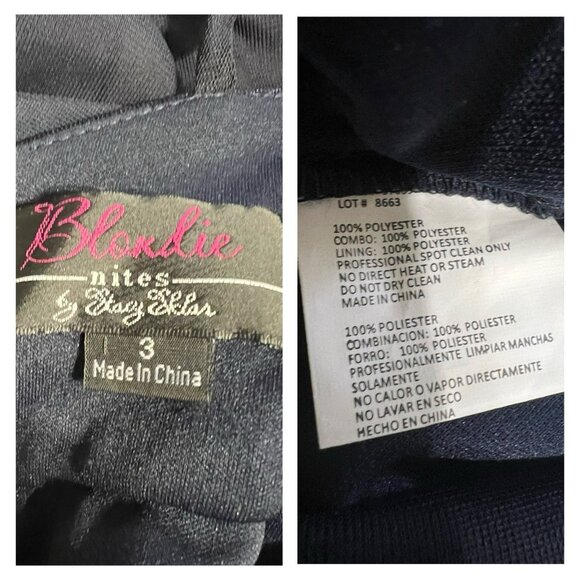 Blondie
nites
by Stacy Sklar
3
Made In China
LOT # 8663
100% POLYESTER
COMBO: 100% POLYESTER
LINING: 100% POLYESTER
PROFESSIONAL SPOT CLEAN ONLY
NO DIRECT HEAT OR STEAM
DO NOT DRY CLEAN
MADE IN CHINA
100% POLIESTER
COMBINACION: 100% POLIESTER
FORRO: 100% POLIESTER
PROFESIONALMENTE LIMPIAR MANCHAS
SOLAMENTE
NO CALOR O VAPOR DIRECTAMENTE
NO LAVAR EN SECO
HECHO EN CHINA